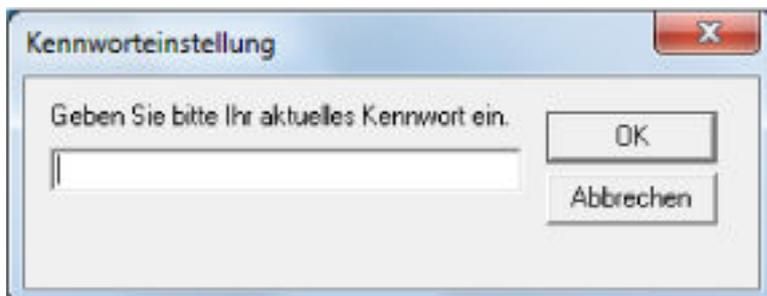 Kennworteinstellung
Geben Sie bitte Ihr aktuelles Kennwort ein.
OK
Abbrechen